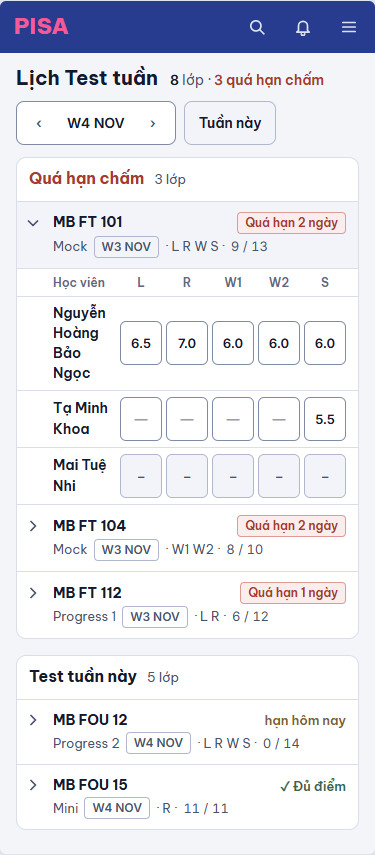 PISA
Lịch Test tuần 8 lớp · 3 quá hạn chấm
‹ W4 NOV › Tuần này
Quá hạn chấm 3 lớp
MB FT 101 Quá hạn 2 ngày
Mock W3 NOV · L R W S · 9 / 13
Học viên L R W1 W2 S
Nguyễn
Hoàng
Bảo
Ngọc
6.5 7.0 6.0 6.0 6.0
Tạ Minh
Khoa
— — — — 5.5
Mai Tuệ
Nhi
– – – – –
MB FT 104 Quá hạn 2 ngày
Mock W3 NOV · W1 W2 · 8 / 10
MB FT 112 Quá hạn 1 ngày
Progress 1 W3 NOV · L R · 6 / 12
Test tuần này 5 lớp
MB FOU 12 hạn hôm nay
Progress 2 W4 NOV · L R W S · 0 / 14
MB FOU 15 ✓ Đủ điểm
Mini W4 NOV · R · 11 / 11